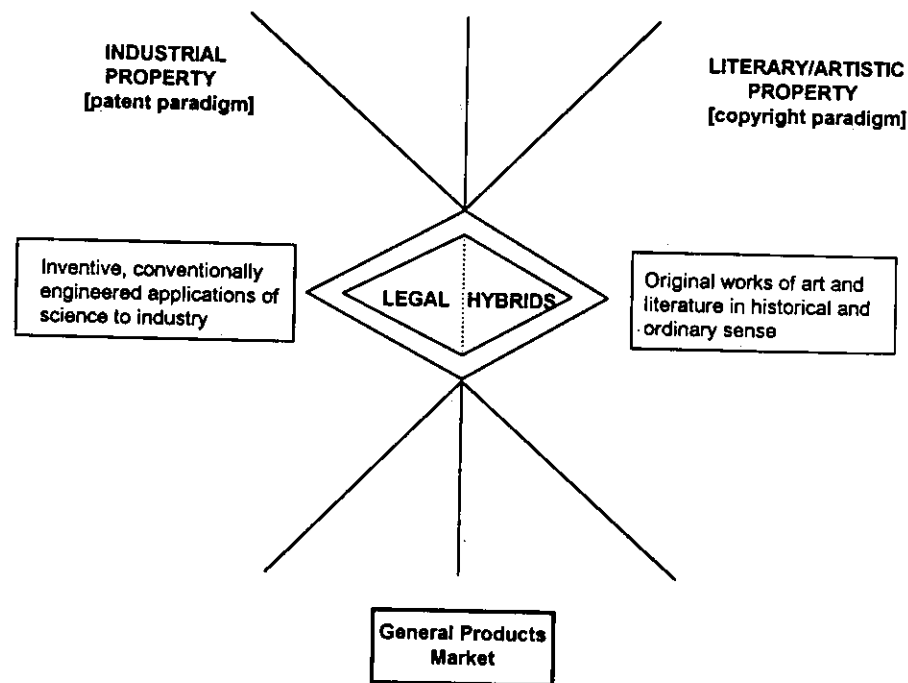 INDUSTRIAL
PROPERTY
[patent paradigm]
LITERARY/ARTISTIC
PROPERTY
[copyright paradigm]
Inventive, conventionally
engineered applications of
science to industry
LEGAL HYBRIDS
Original works of art and
literature in historical and
ordinary sense
General Products
Market